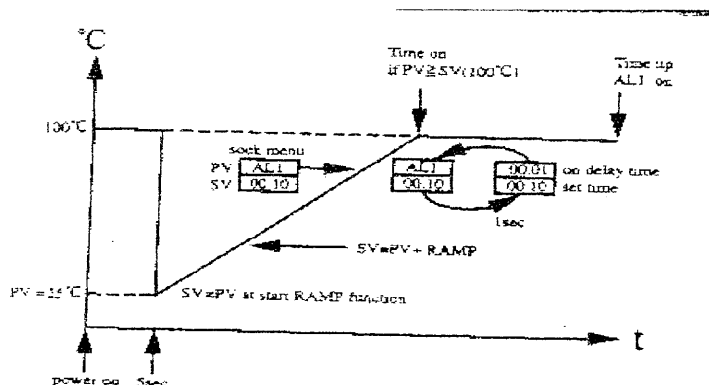 °C
Time on
if PV≧SV(100°C)
Time up
AL1 on
100°C
sock menu
PV AL1
SV 00.10
AL1
00.10
00.01 on delay time
00.10 set time
1sec
SV=PV + RAMP
PV = 25°C
SV=PV at start RAMP function
t
power on
5sec